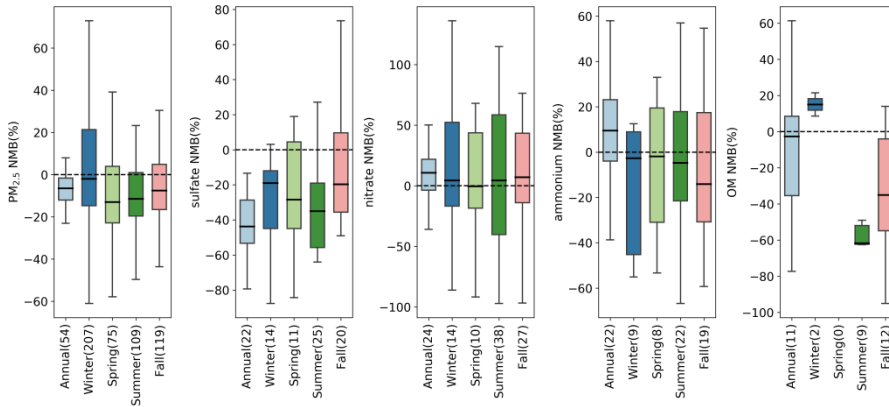 PM2.5 NMB(%)
60
40
20
0
−20
−40
−60
Annual(54)
Winter(207)
Spring(75)
Summer(109)
Fall(119)
sulfate NMB(%)
80
60
40
20
0
−20
−40
−60
−80
Annual(22)
Winter(14)
Spring(11)
Summer(25)
Fall(20)
nitrate NMB(%)
100
50
0
−50
−100
Annual(24)
Winter(14)
Spring(10)
Summer(38)
Fall(27)
ammonium NMB(%)
60
40
20
0
−20
−40
−60
Annual(22)
Winter(9)
Spring(8)
Summer(22)
Fall(19)
OM NMB(%)
60
40
20
0
−20
−40
−60
−80
−100
Annual(11)
Winter(2)
Spring(0)
Summer(9)
Fall(12)